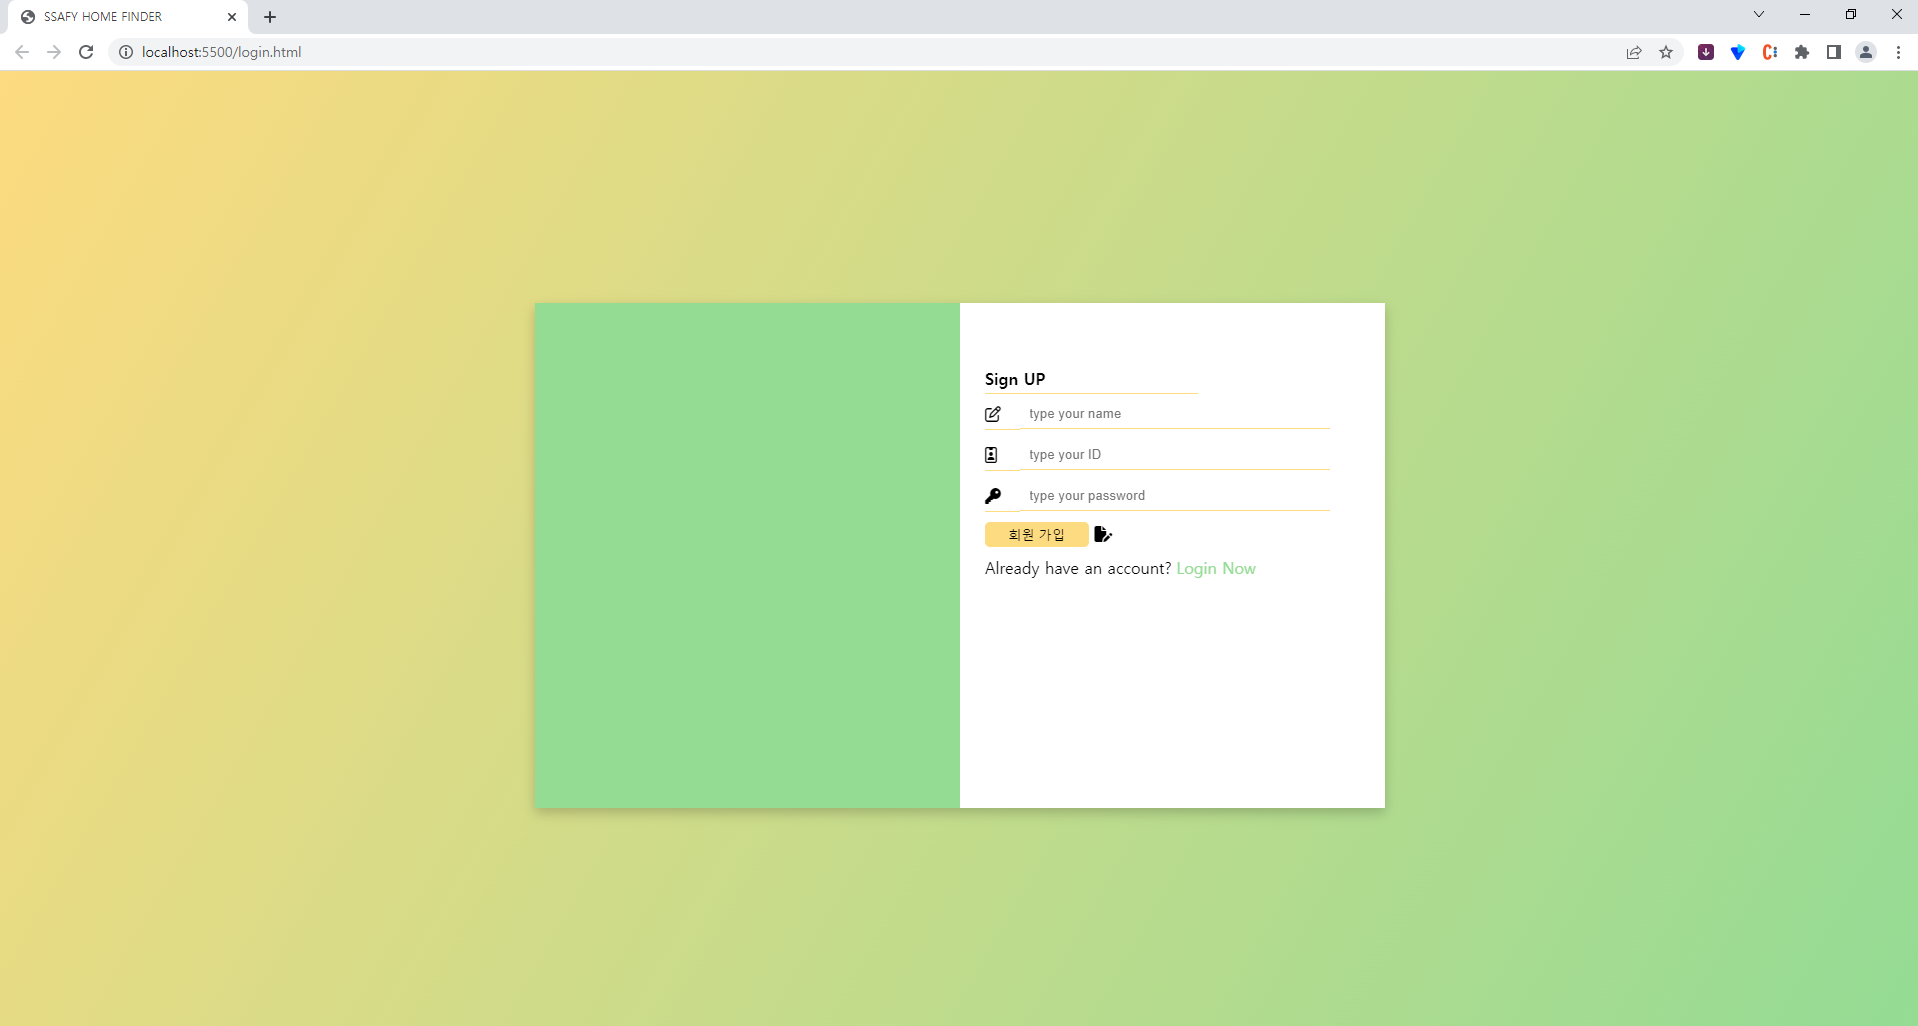 SSAFY HOME FINDER
localhost:5500/login.html
Sign UP
type your name
type your ID
type your password
회원 가입
Already have an account? Login Now